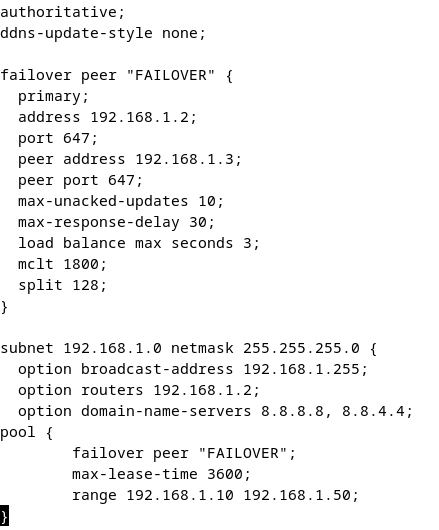 authoritative;
ddns-update-style none;

failover peer "FAILOVER" {
  primary;
  address 192.168.1.2;
  port 647;
  peer address 192.168.1.3;
  peer port 647;
  max-unacked-updates 10;
  max-response-delay 30;
  load balance max seconds 3;
  mclt 1800;
  split 128;
}

subnet 192.168.1.0 netmask 255.255.255.0 {
  option broadcast-address 192.168.1.255;
  option routers 192.168.1.2;
  option domain-name-servers 8.8.8.8, 8.8.4.4;
pool {
        failover peer "FAILOVER";
        max-lease-time 3600;
        range 192.168.1.10 192.168.1.50;
}